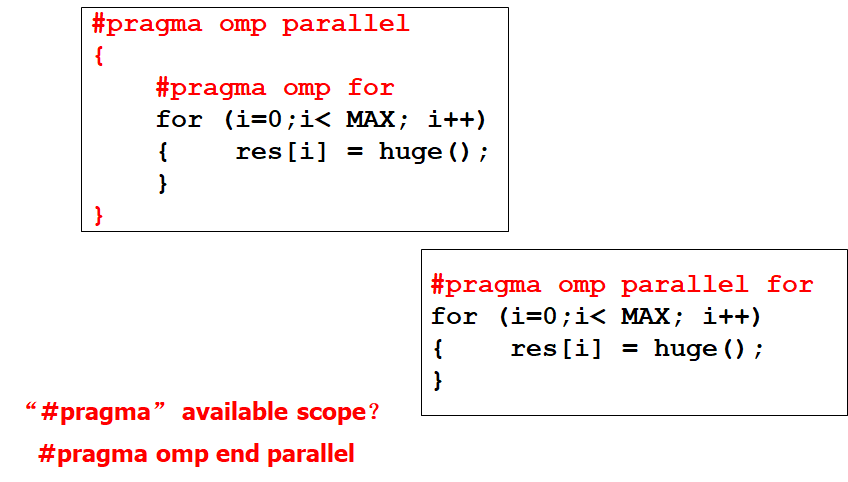 #pragma omp parallel
{
#pragma omp for
for (i=0;i< MAX; i++)
{ res[i] = huge();
}
}
#pragma omp parallel for
for (i=0;i< MAX; i++)
{ res[i] = huge();
}
“#pragma” available scope？
#pragma omp end parallel